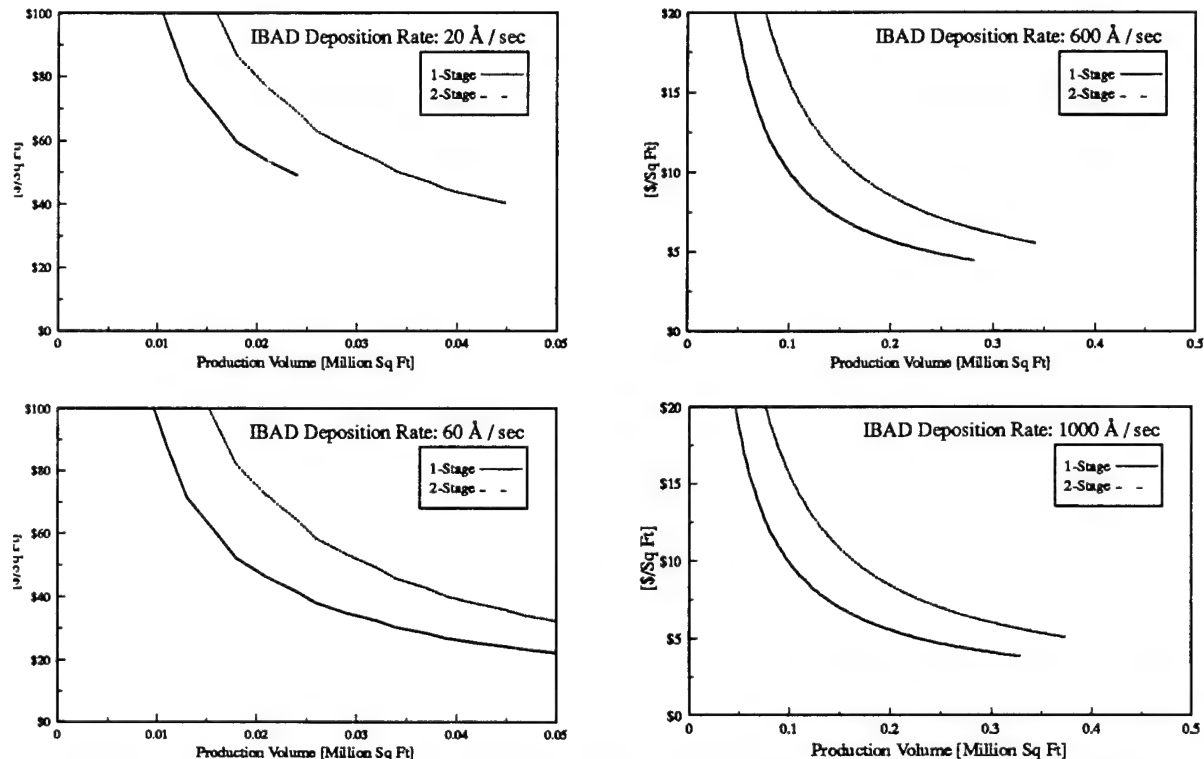 IBAD Deposition Rate: 20 Å / sec
1-Stage
2-Stage
$100
$80
$60
$40
$20
$0
0
0.01
0.02
0.03
0.04
0.05
Production Volume [Million Sq Ft]
IBAD Deposition Rate: 600 Å / sec
1-Stage
2-Stage
[$/Sq Ft]
$20
$15
$10
$5
$0
0
0.1
0.2
0.3
0.4
0.5
Production Volume [Million Sq Ft]
IBAD Deposition Rate: 60 Å / sec
1-Stage
2-Stage
$100
$80
$60
$40
$20
$0
0
0.01
0.02
0.03
0.04
0.05
Production Volume [Million Sq Ft]
IBAD Deposition Rate: 1000 Å / sec
1-Stage
2-Stage
[$/Sq Ft]
$20
$15
$10
$5
$0
0
0.1
0.2
0.3
0.4
0.5
Production Volume [Million Sq Ft]